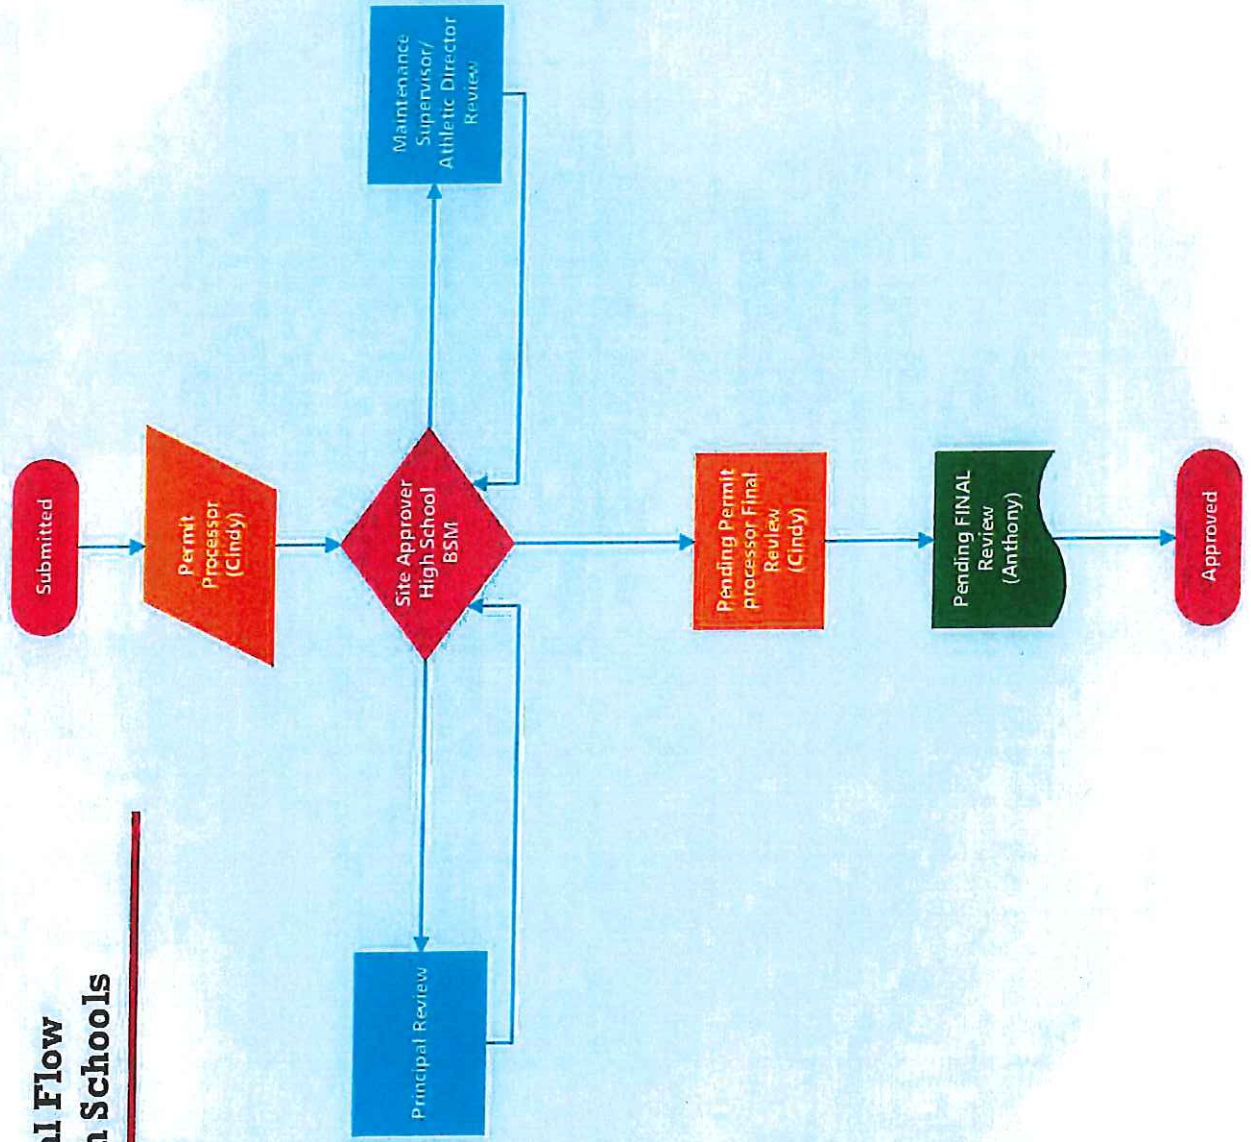 al Flow
n Schools
Submitted
Permit
Processor
(Cindy)
Site Approver
High School
BSM
Maintenance
Supervisor/
Athletic Director
Review
Principal Review
Pending Permit
processor Final
Review
(Cindy)
Pending FINAL
Review
(Anthony)
Approved